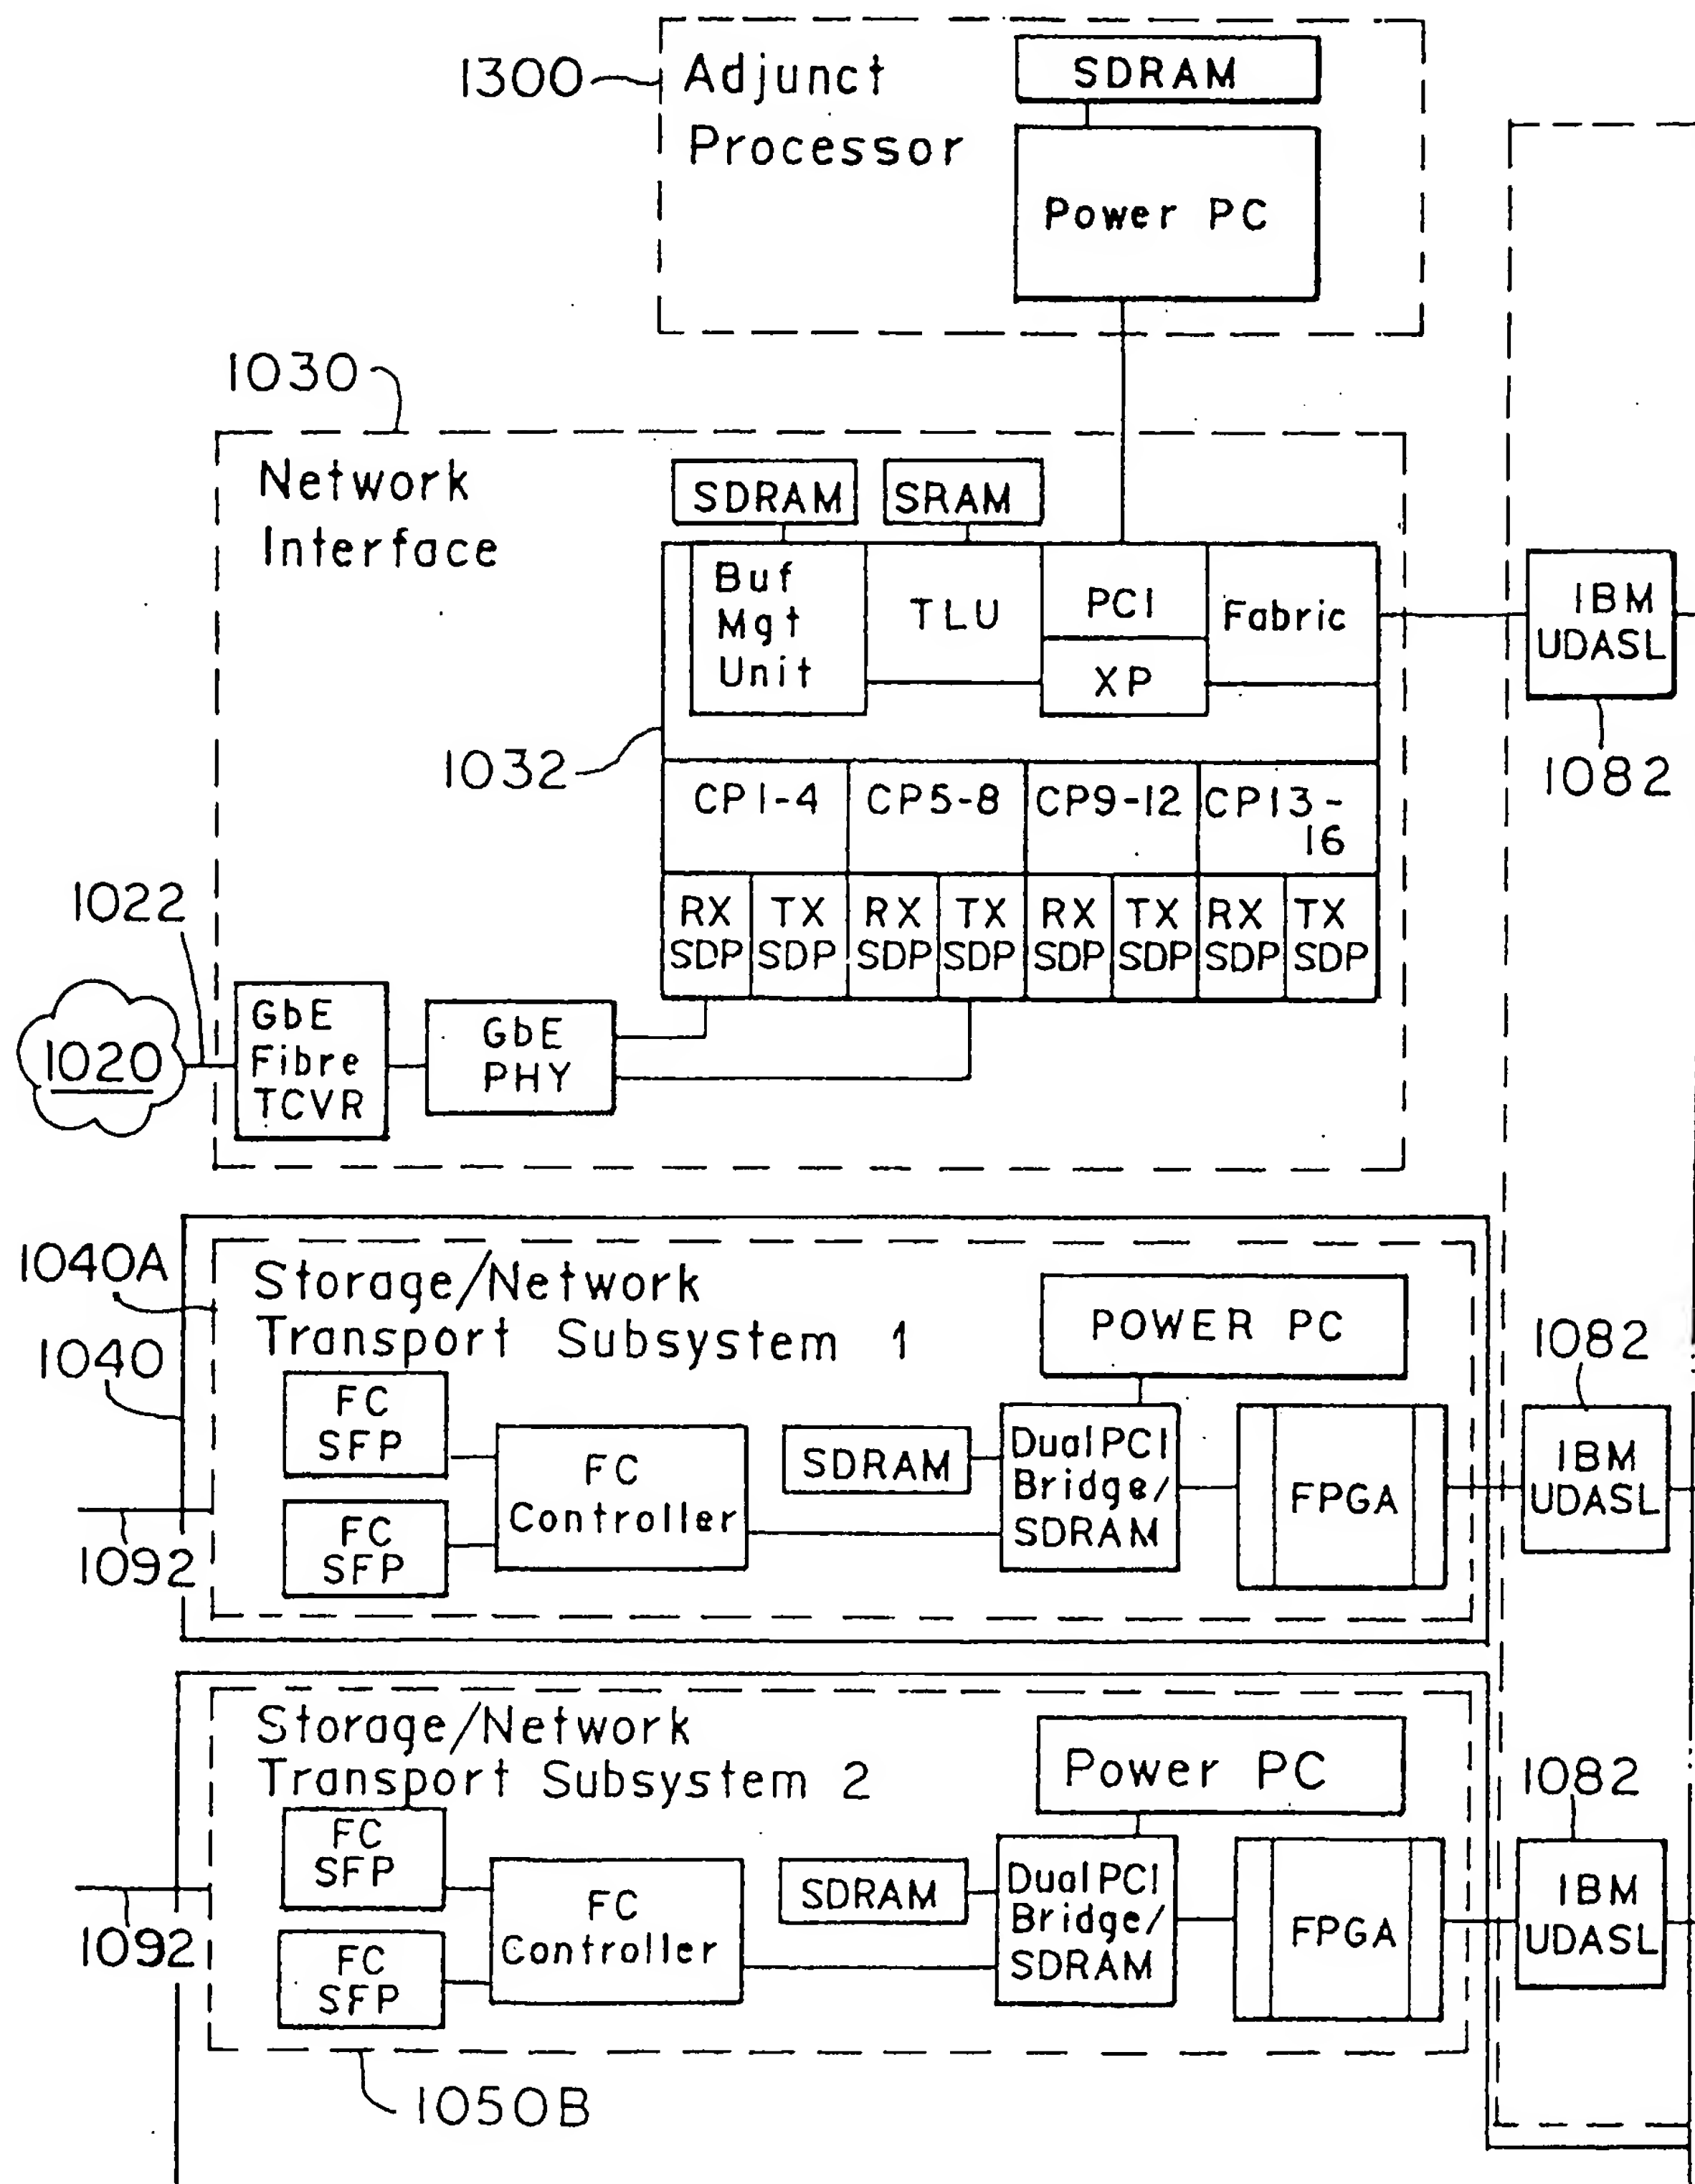 1300
Adjunct
Processor
SDRAM
Power PC
1030
Network
Interface
SDRAM
SRAM
Buf
Mgt
Unit
TLU
PCI
XP
Fabric
IBM
UDASL
1082
1032
CP1-4
CP5-8
CP9-12
CP13-
16
RX
SDP
TX
SDP
RX
SDP
TX
SDP
RX
SDP
TX
SDP
RX
SDP
TX
SDP
1022
1020
GbE
Fibre
TCVR
GbE
PHY
1040A
1040
Storage/Network
Transport Subsystem 1
POWER PC
FC
SFP
FC
SFP
FC
Controller
SDRAM
Dual PCI
Bridge/
SDRAM
FPGA
1082
IBM
UDASL
1092
Storage/Network
Transport Subsystem 2
Power PC
FC
SFP
FC
SFP
FC
Controller
SDRAM
Dual PCI
Bridge/
SDRAM
FPGA
1082
IBM
UDASL
1092
1050B